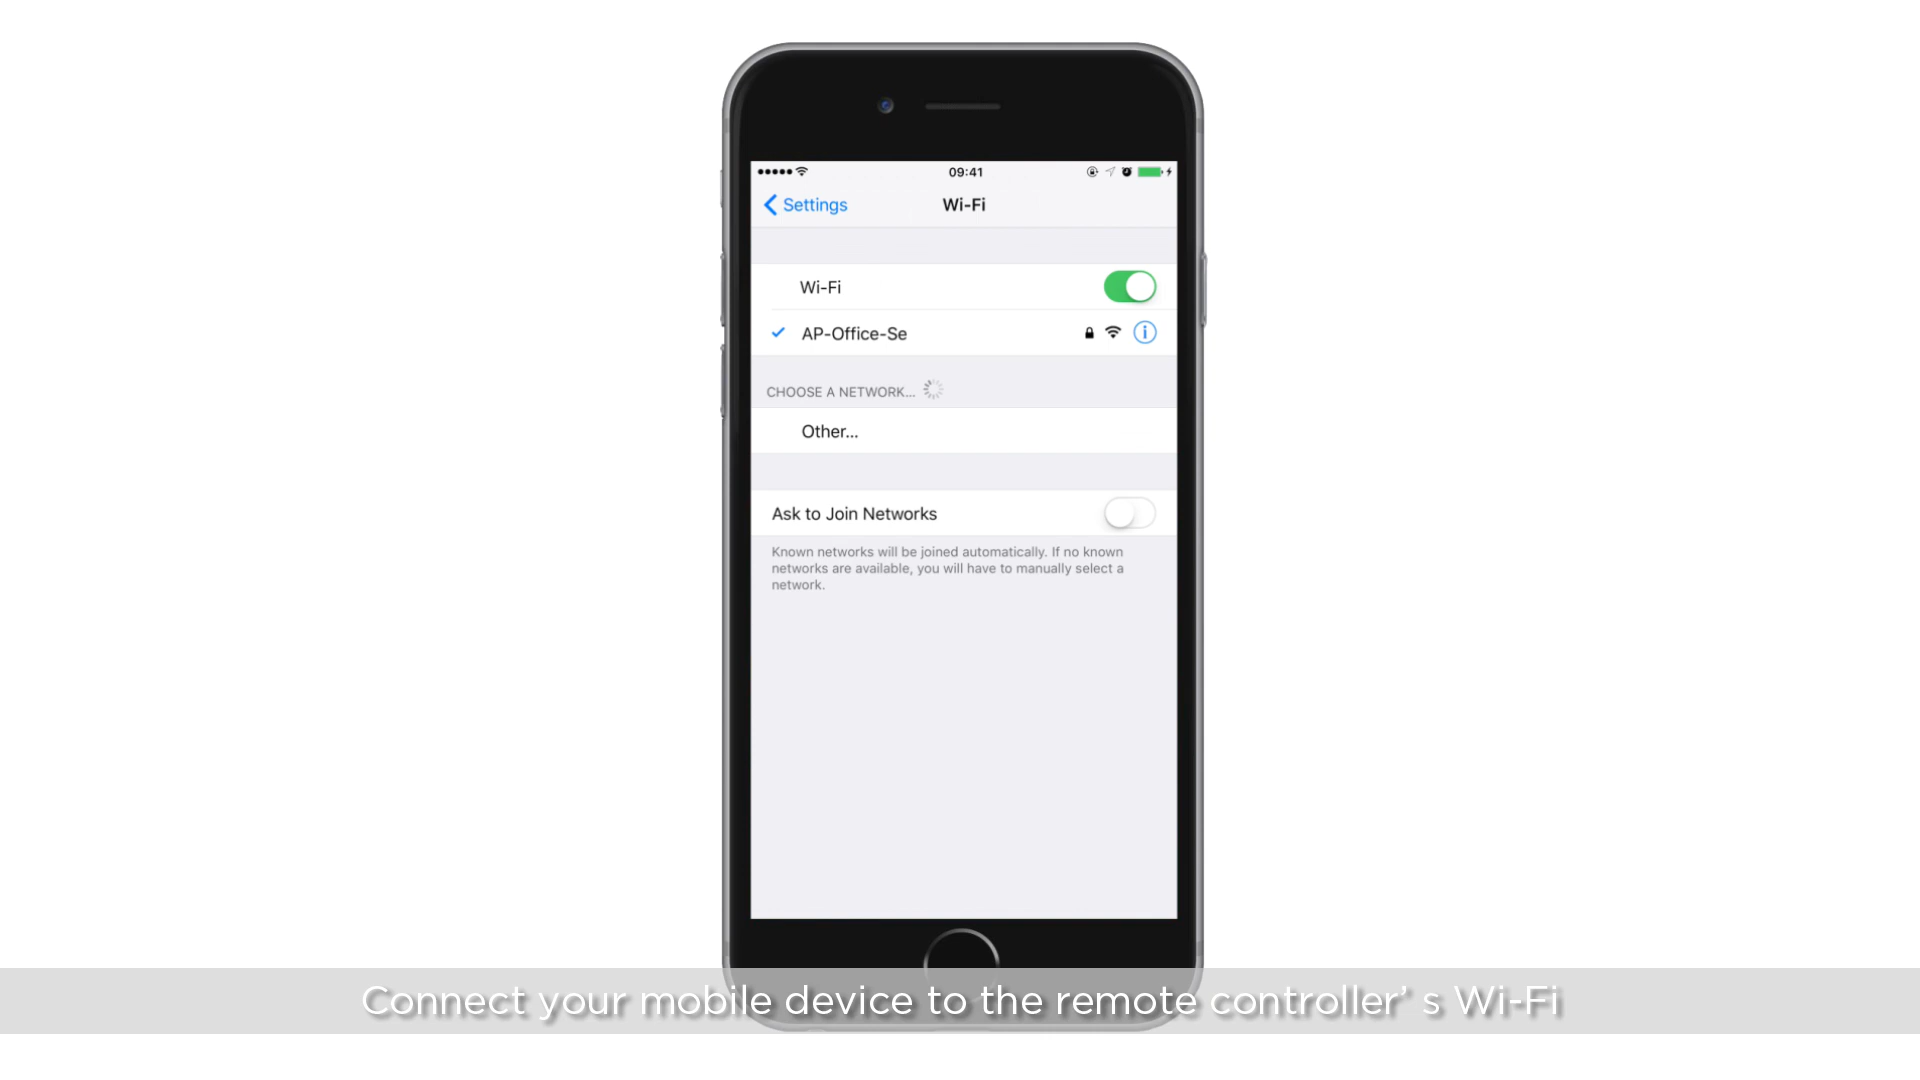 09:41
Settings
Wi-Fi
Wi-Fi
AP-Office-Se
CHOOSE A NETWORK...
Other...
Ask to Join Networks
Known networks will be joined automatically. If no known
networks are available, you will have to manually select a
network.
Connect your mobile device to the remote controller’ s Wi-Fi